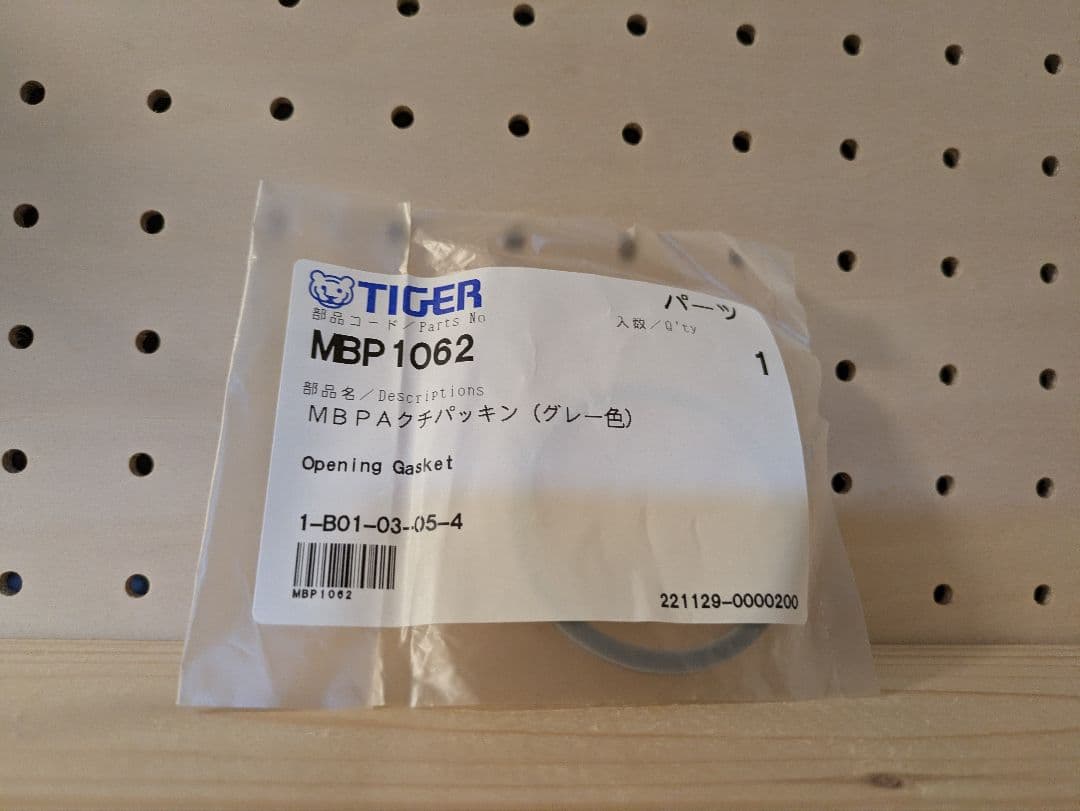 TIGER
パーツ
部品コード/Parts No
入数/Q'ty
MBP1062
1
部品名/Descriptions
MBPAクチパッキン(グレー色)
Opening Gasket
1-B01-03-05-4
MBP1062
221129-0000200